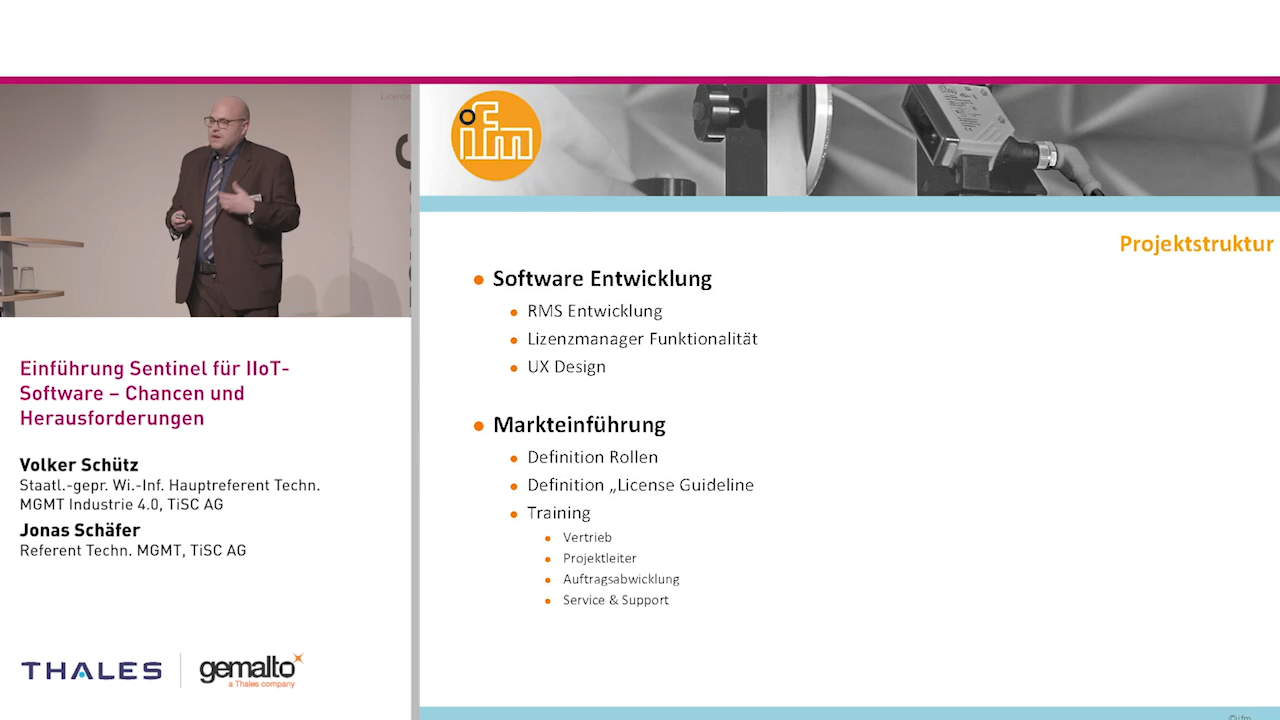 Einführung Sentinel für IIoT-
Software – Chancen und
Herausforderungen
Volker Schütz
Staatl.-gepr. Wi.-Inf. Hauptreferent Techn.
MGMT Industrie 4.0, TiSC AG
Jonas Schäfer
Referent Techn. MGMT, TiSC AG
THALES
gemalto
a Thales company
ifm
Projektstruktur
Software Entwicklung
RMS Entwicklung
Lizenzmanager Funktionalität
UX Design
Markteinführung
Definition Rollen
Definition „License Guideline
Training
Vertrieb
Projektleiter
Auftragsabwicklung
Service & Support
©ifm